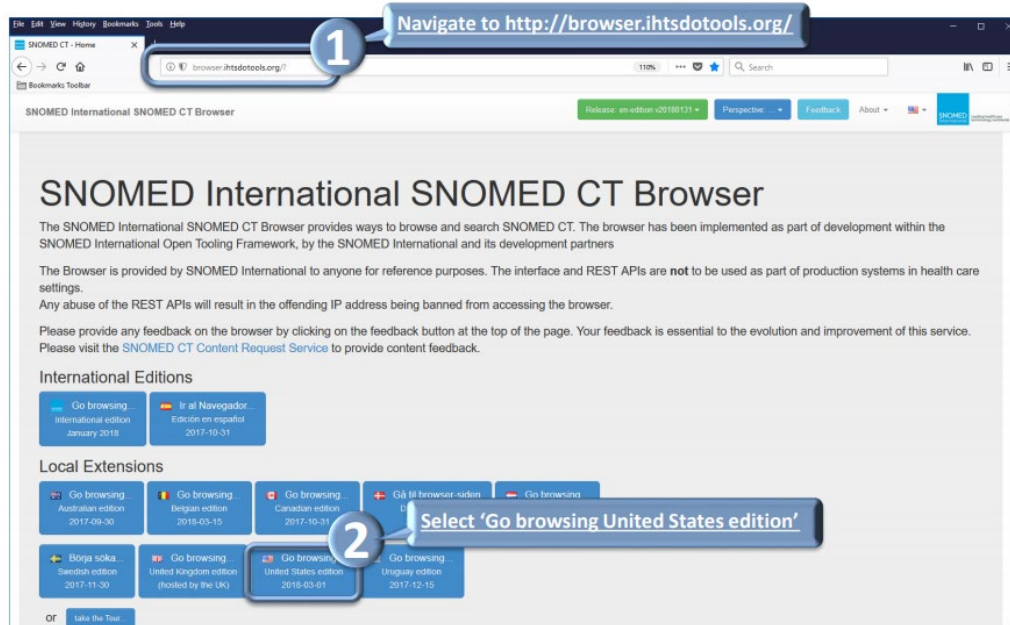 File Edit View History Bookmarks Tools Help
Navigate to http://browser.ihtsdotools.org/
1
SNOMED CT - Home
browser.ihtsdotools.org/?
110%
Search
Bookmarks Toolbar
SNOMED International SNOMED CT Browser
Release: en-edition v20180131
Perspective: ...
Feedback
About
SNOMED
SNOMED International SNOMED CT Browser
The SNOMED International SNOMED CT Browser provides ways to browse and search SNOMED CT. The browser has been implemented as part of development within the
SNOMED International Open Tooling Framework, by the SNOMED International and its development partners
The Browser is provided by SNOMED International to anyone for reference purposes. The interface and REST APIs are not to be used as part of production systems in health care
settings.
Any abuse of the REST APIs will result in the offending IP address being banned from accessing the browser.
Please provide any feedback on the browser by clicking on the feedback button at the top of the page. Your feedback is essential to the evolution and improvement of this service.
Please visit the SNOMED CT Content Request Service to provide content feedback.
International Editions
Go browsing...
International edition
January 2018
Ir al Navegador...
Edición en español
2017-10-31
Local Extensions
Go browsing...
Australian edition
2017-09-30
Go browsing...
Belgian edition
2018-03-15
Go browsing...
Canadian edition
2017-10-31
Gå til browser-siden
Go browsing
2
Select ‘Go browsing United States edition’
Börja söka...
Swedish edition
2017-11-30
Go browsing...
United Kingdom edition
(hosted by the UK)
Go browsing...
United States edition
2018-03-01
Go browsing...
Uruguay edition
2017-12-15
or
take the Tour...